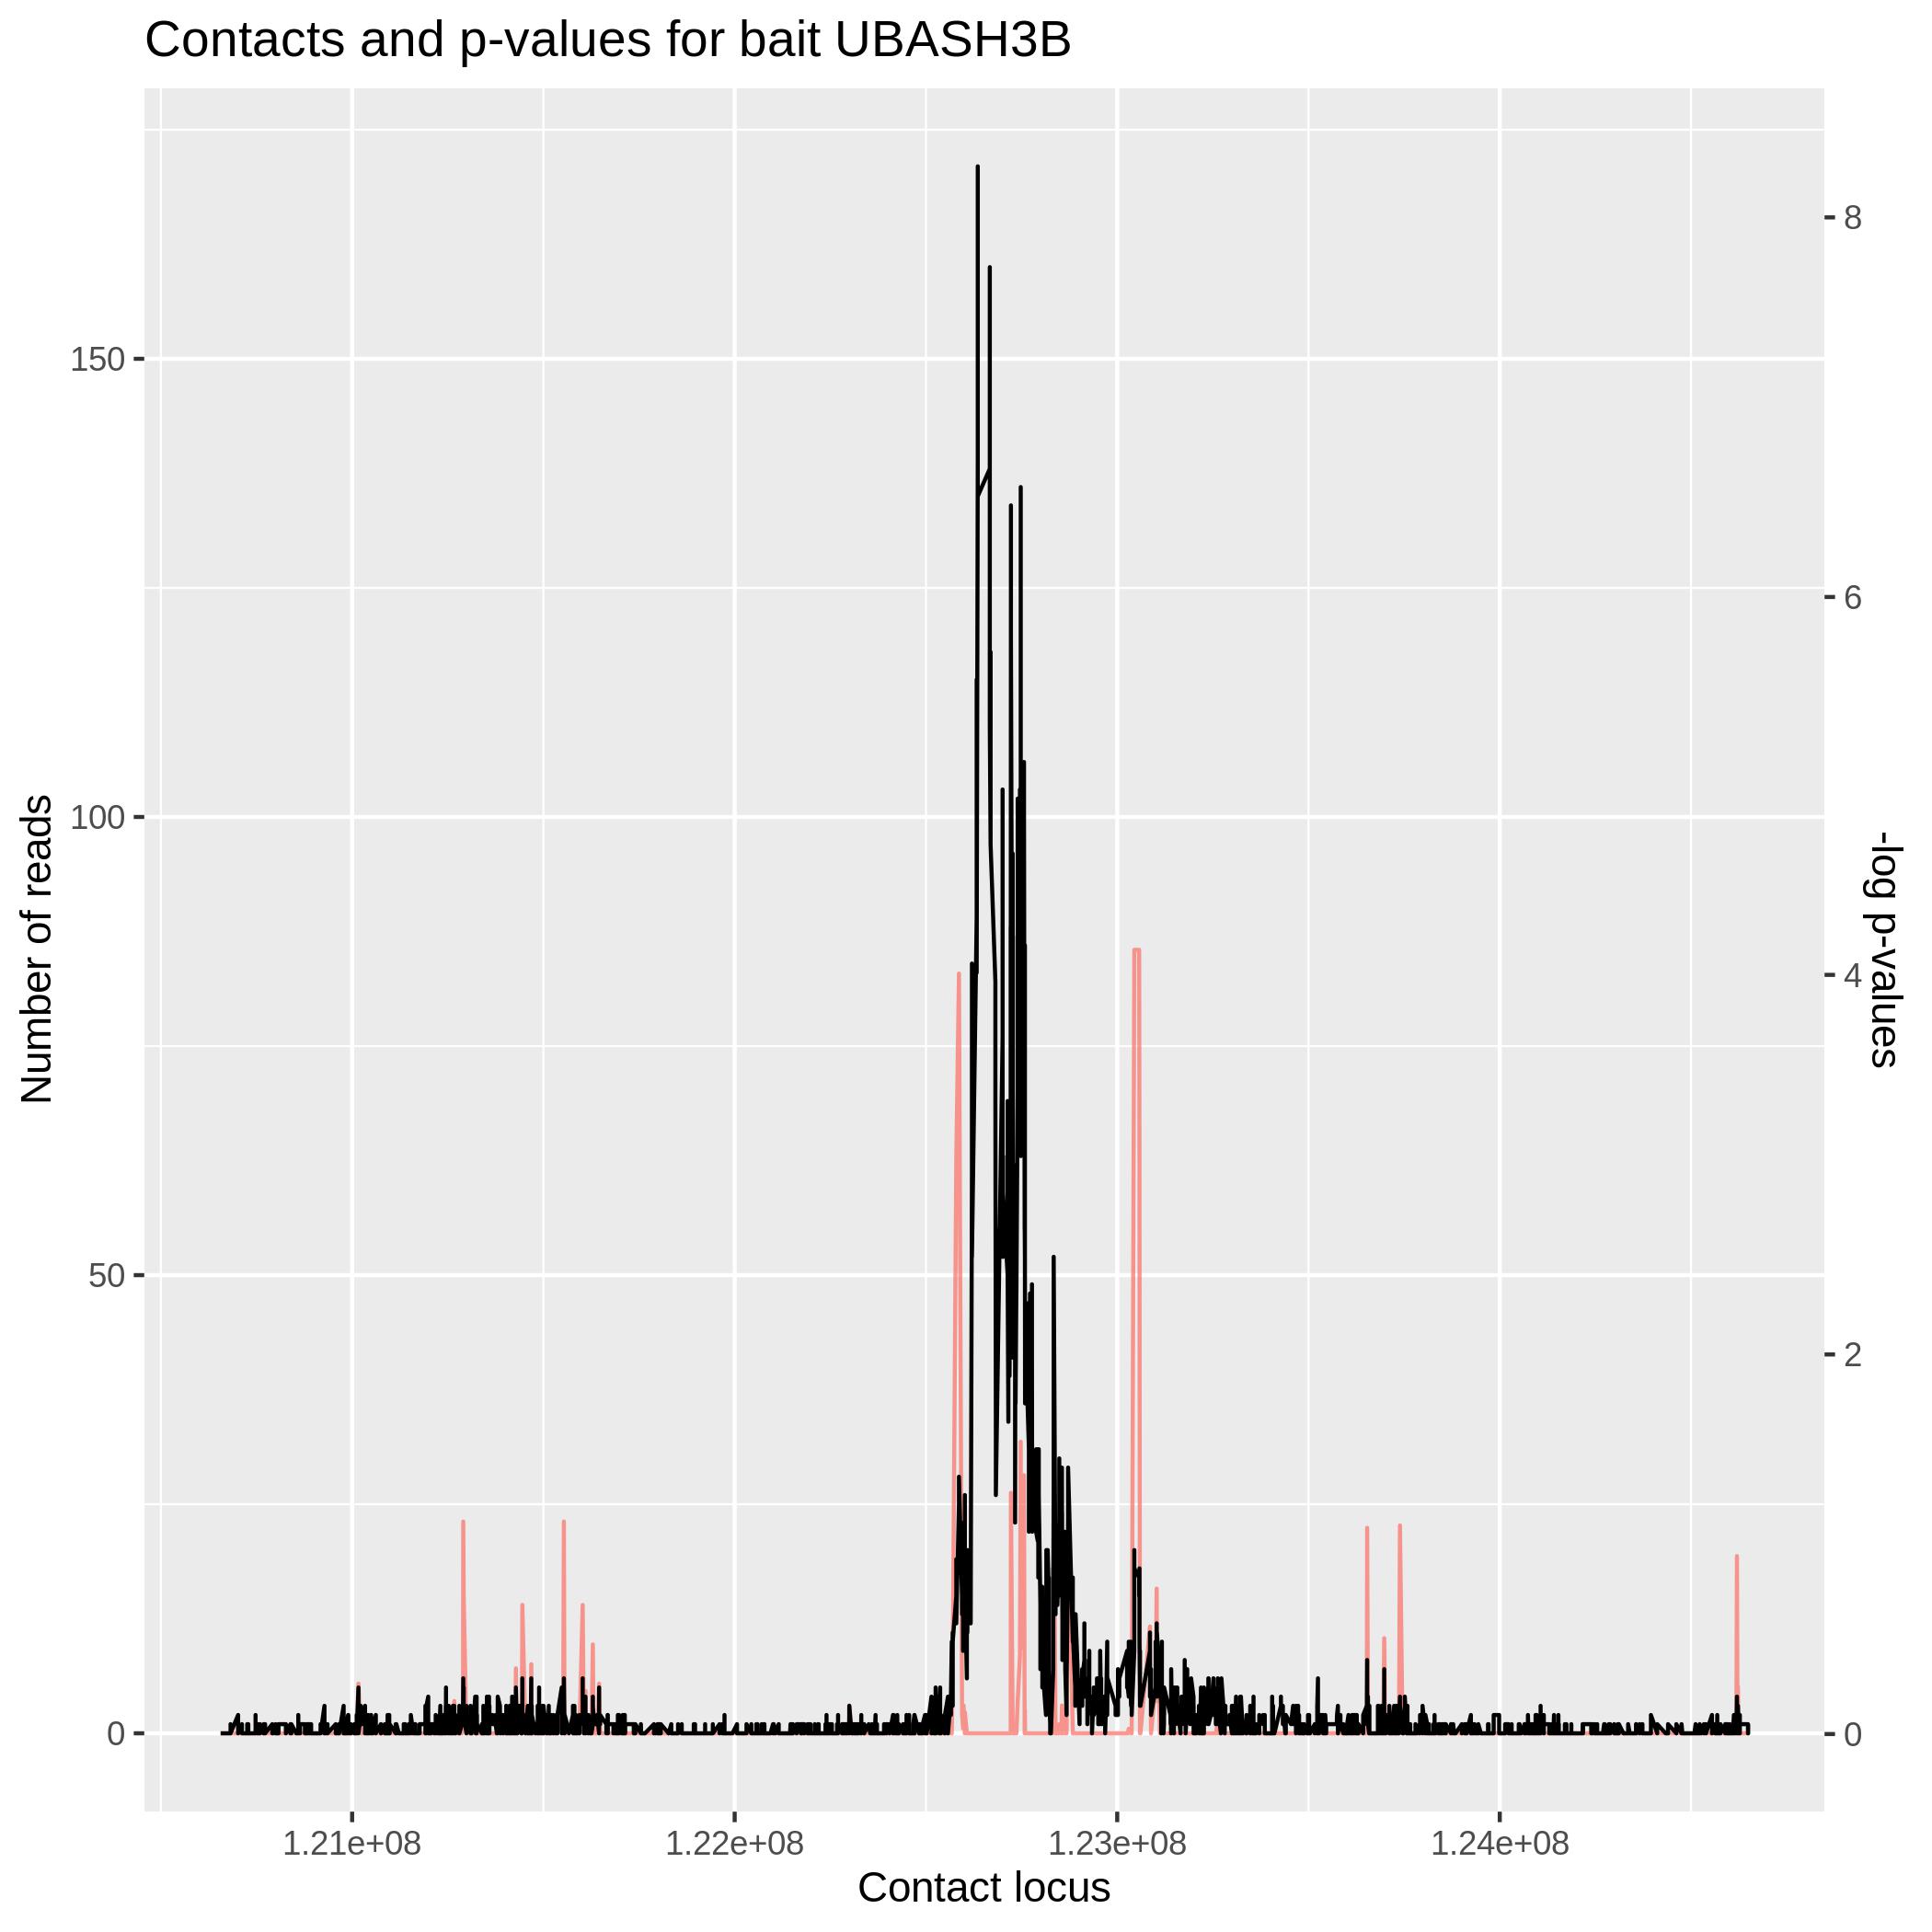 Contacts and p-values for bait UBASH3B
Number of reads
150
100
50
0
8
6
4
2
0
-log p-values
1.21e+08
1.22e+08
1.23e+08
1.24e+08
Contact locus